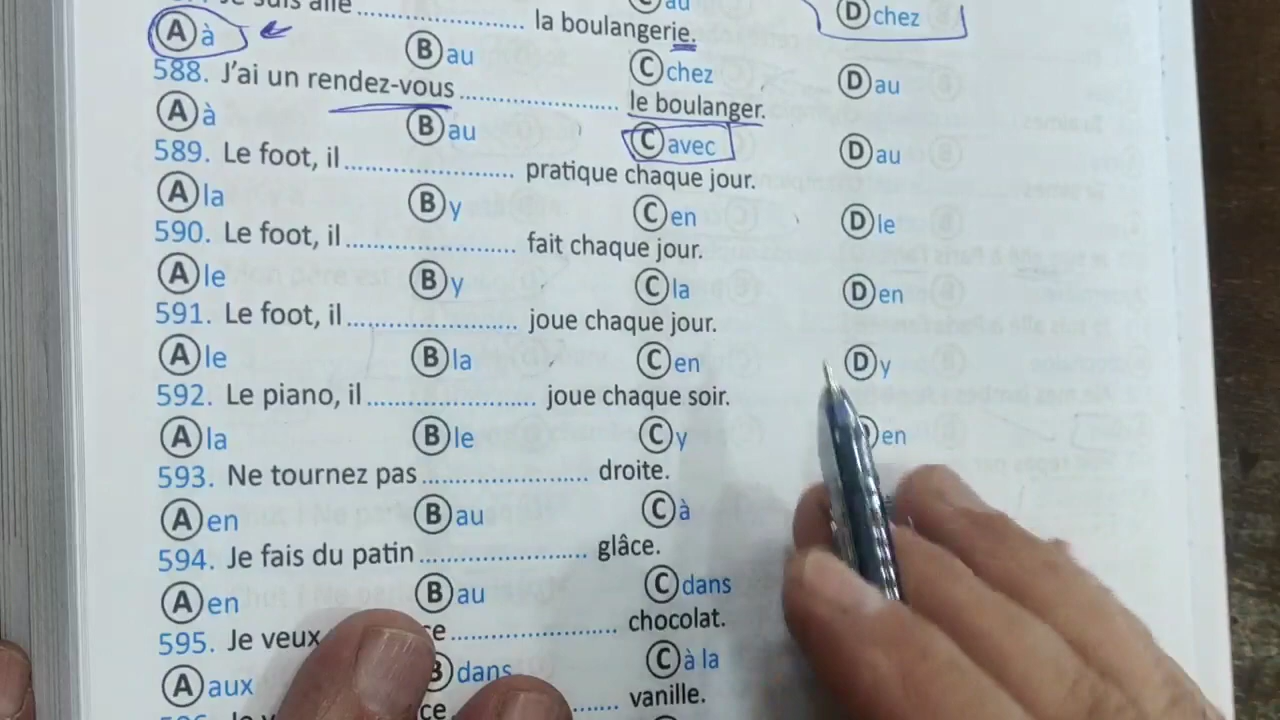 suis allé ........................ la boulangerie.
au
D chez
A à
B au
C chez
D au
588. J'ai un rendez-vous ........................ le boulanger.
A à
B au
C avec
D au
589. Le foot, il ........................ pratique chaque jour.
A la
B y
C en
D le
590. Le foot, il ........................ fait chaque jour.
A le
B y
C la
D en
591. Le foot, il ........................ joue chaque jour.
A le
B la
C en
D y
592. Le piano, il ........................ joue chaque soir.
A la
B le
C y
en
593. Ne tournez pas ........................ droite.
A en
B au
C à
594. Je fais du patin ........................ glâce.
A en
B au
C dans
595. Je veux ce ........................ chocolat.
A aux
B dans
C à la
ce ........................ vanille.